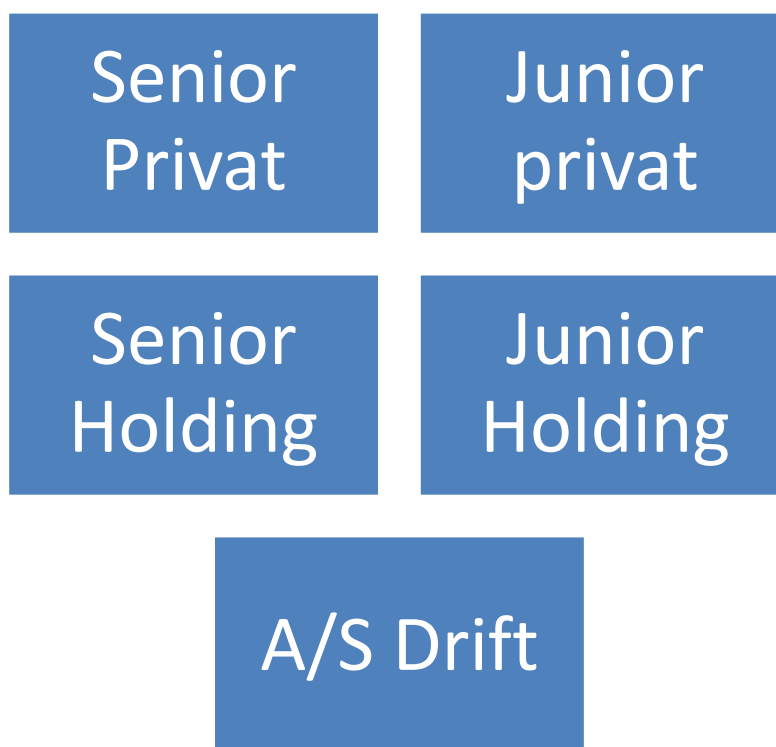 Senior
Privat
Junior
privat
Senior
Holding
Junior
Holding
A/S Drift